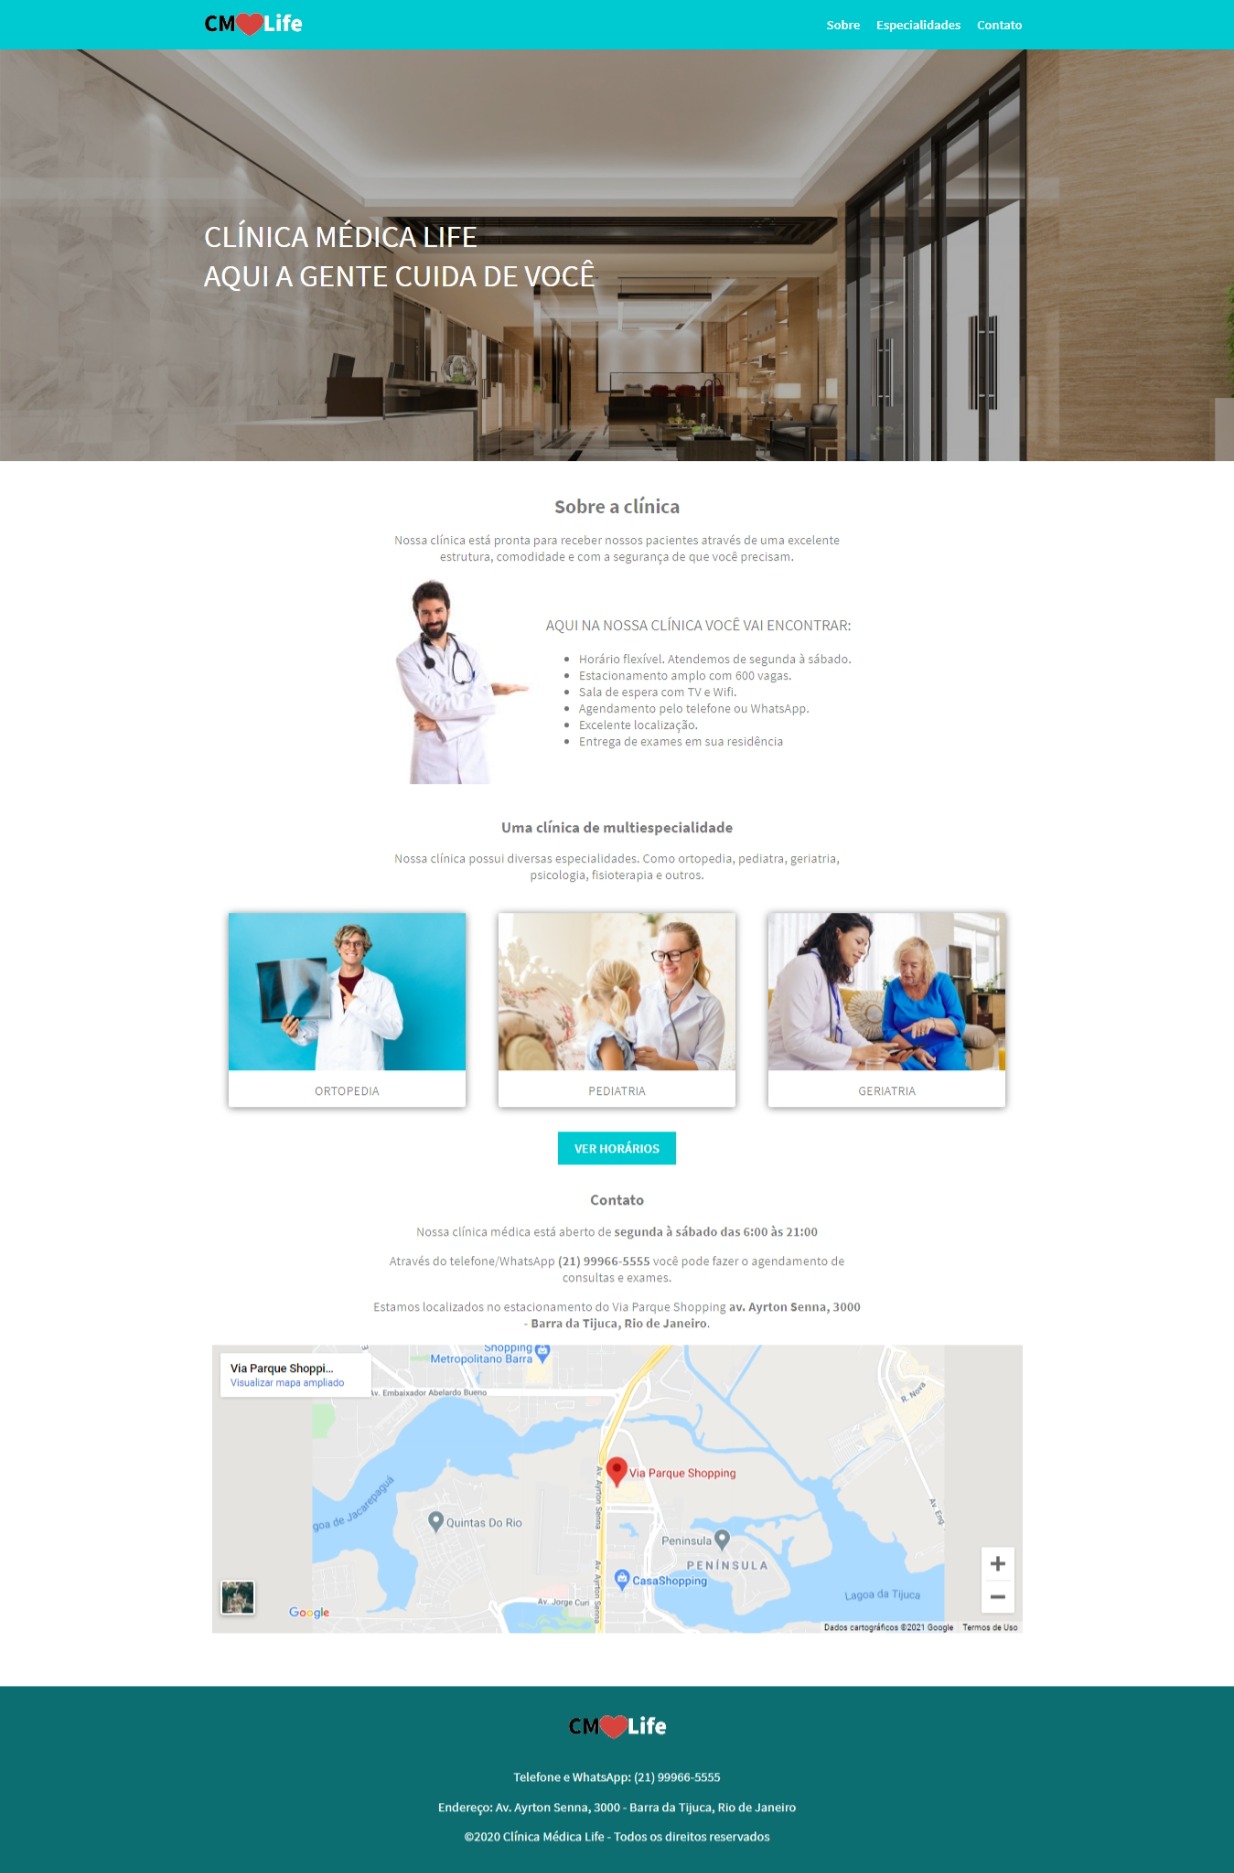 CM Life
Sobre Especialidades Contato
CLÍNICA MÉDICA LIFE
AQUI A GENTE CUIDA DE VOCÊ
Sobre a clínica
Nossa clínica está pronta para receber nossos pacientes através de uma excelente
estrutura, comodidade e com a segurança de que você precisam.
AQUI NA NOSSA CLÍNICA VOCÊ VAI ENCONTRAR:
Horário flexível. Atendemos de segunda à sábado.
Estacionamento amplo com 600 vagas.
Sala de espera com TV e Wifi.
Agendamento pelo telefone ou WhatsApp.
Excelente localização.
Entrega de exames em sua residência
Uma clínica de multiespecialidade
Nossa clínica possui diversas especialidades. Como ortopedia, pediatra, geriatria,
psicologia, fisioterapia e outros.
ORTOPEDIA
PEDIATRIA
GERIATRIA
VER HORÁRIOS
Contato
Nossa clínica médica está aberto de segunda à sábado das 6:00 às 21:00
Através do telefone/WhatsApp (21) 99966-5555 você pode fazer o agendamento de
consultas e exames.
Estamos localizados no estacionamento do Via Parque Shopping av. Ayrton Senna, 3000
- Barra da Tijuca, Rio de Janeiro.
Via Parque Shoppi...
Visualizar mapa ampliado
Shopping
Metropolitano Barra
Av. Embaixador Abelardo Bueno
R. Nova
Via Parque Shopping
Av. Ayrton Senna
Av. Eng.
goa de Jacarepaguá
Quintas Do Rio
Peninsula
PENÍNSULA
CasaShopping
Av. Ayrton Senna
Lagoa da Tijuca
Av. Jorge Curi
Google
Dados cartográficos ©2021 Google Termos de Uso
CM Life
Telefone e WhatsApp: (21) 99966-5555
Endereço: Av. Ayrton Senna, 3000 - Barra da Tijuca, Rio de Janeiro
©2020 Clínica Médica Life - Todos os direitos reservados